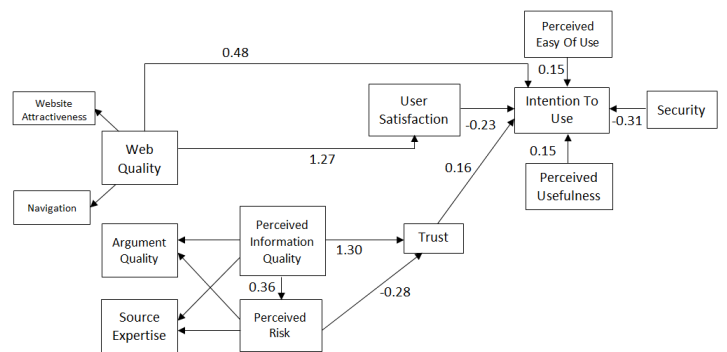 Perceived
Easy Of Use
0.48
0.15
Website
Attractiveness
User
Satisfaction
Intention To
Use
Security
-0.23
-0.31
Web
Quality
1.27
0.16
0.15
Perceived
Usefulness
Navigation
Argument
Quality
Perceived
Information
Quality
1.30
Trust
0.36
-0.28
Source
Expertise
Perceived
Risk